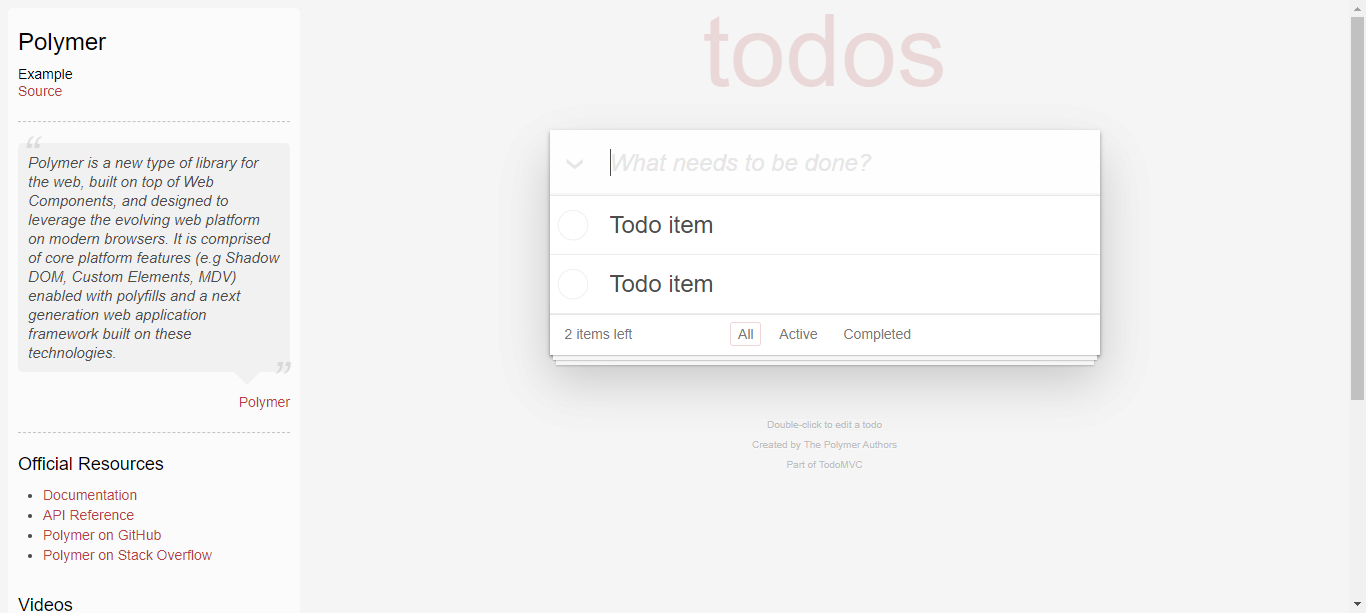 Polymer
Example
Source
“
Polymer is a new type of library for
the web, built on top of Web
Components, and designed to
leverage the evolving web platform
on modern browsers. It is comprised
of core platform features (e.g Shadow
DOM, Custom Elements, MDV)
enabled with polyfills and a next
generation web application
framework built on these
technologies.
”
Polymer
Official Resources
Documentation
API Reference
Polymer on GitHub
Polymer on Stack Overflow
Videos
todos
What needs to be done?
Todo item
Todo item
2 items left All Active Completed
Double-click to edit a todo
Created by The Polymer Authors
Part of TodoMVC